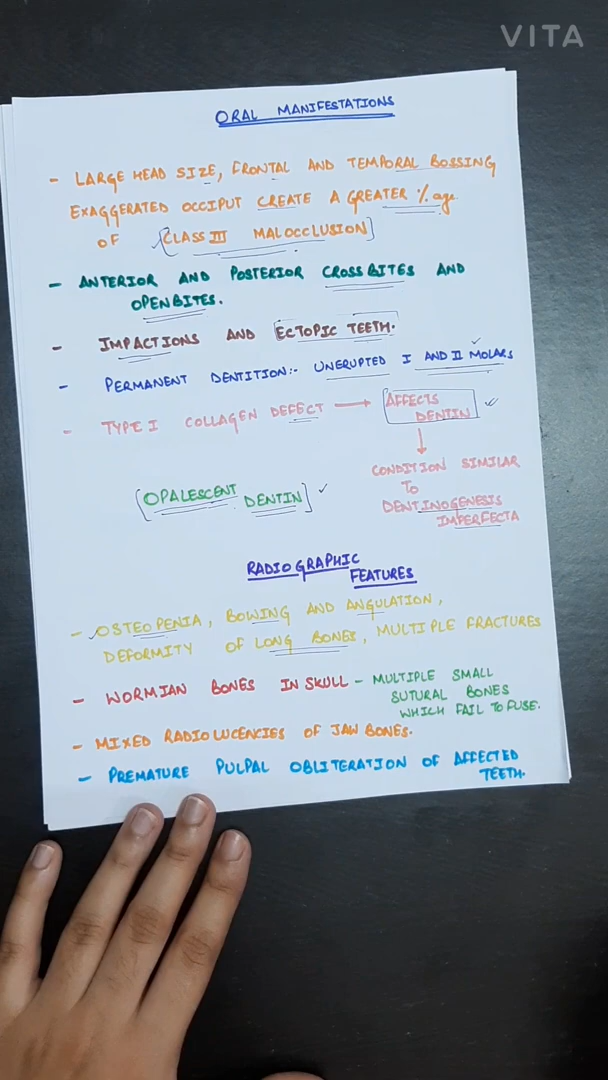 VITA
ORAL MANIFESTATIONS
- LARGE HEAD SIZE, FRONTAL AND TEMPORAL BOSSING
EXAGGERATED OCCIPUT CREATE A GREATER %age
OF [CLASS III MALOCCLUSION]
- ANTERIOR AND POSTERIOR CROSSBITES AND
OPENBITES.
- IMPACTIONS AND ECTOPIC TEETH.
- PERMANENT DENTITION:- UNERUPTED I AND II MOLARS
- TYPE I COLLAGEN DEFECT → AFFECTS
DENTIN
↓
CONDITION SIMILAR
TO
DENTINOGENESIS
IMPERFECTA
[OPALESCENT DENTIN]
RADIOGRAPHIC
FEATURES
- OSTEOPENIA, BOWING AND ANGULATION,
DEFORMITY OF LONG BONES, MULTIPLE FRACTURES
- WORMIAN BONES IN SKULL - MULTIPLE SMALL
SUTURAL BONES
WHICH FAIL TO FUSE.
- MIXED RADIOLUCENCIES OF JAW BONES.
- PREMATURE PULPAL OBLITERATION OF AFFECTED
TEETH.